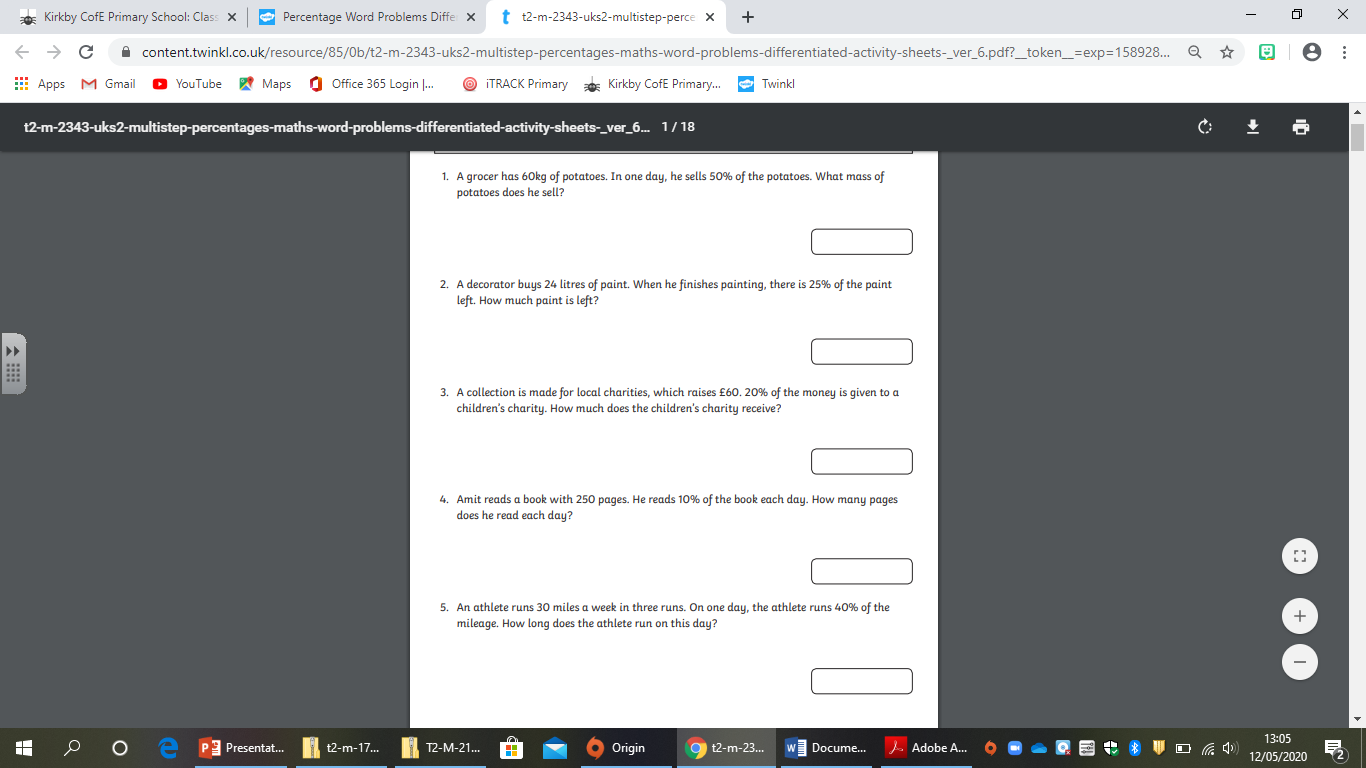 Kirkby CofE Primary School: Class
Percentage Word Problems Differe
t2-m-2343-uks2-multistep-perce
content.twinkl.co.uk/resource/85/0b/t2-m-2343-uks2-multistep-percentages-maths-word-problems-differentiated-activity-sheets-_ver_6.pdf?__token__=exp=158928...
Apps Gmail YouTube Maps Office 365 Login |... iTRACK Primary Kirkby CofE Primary... Twinkl
t2-m-2343-uks2-multistep-percentages-maths-word-problems-differentiated-activity-sheets-_ver_6... 1 / 18
1. A grocer has 60kg of potatoes. In one day, he sells 50% of the potatoes. What mass of
potatoes does he sell?
2. A decorator buys 24 litres of paint. When he finishes painting, there is 25% of the paint
left. How much paint is left?
3. A collection is made for local charities, which raises £60. 20% of the money is given to a
children's charity. How much does the children's charity receive?
4. Amit reads a book with 250 pages. He reads 10% of the book each day. How many pages
does he read each day?
5. An athlete runs 30 miles a week in three runs. On one day, the athlete runs 40% of the
mileage. How long does the athlete run on this day?
Presentat... t2-m-17... T2-M-21... Origin t2-m-23... Docume... Adobe A...
13:05
12/05/2020
2